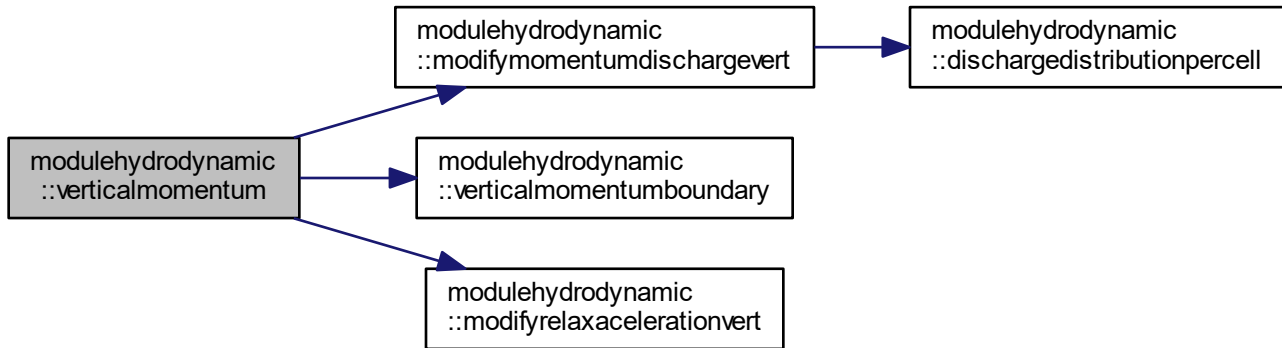 modulehydrodynamic
::verticalmomentum
modulehydrodynamic
::modifymomentumdischargevert
modulehydrodynamic
::dischargedistributionpercell
modulehydrodynamic
::verticalmomentumboundary
modulehydrodynamic
::modifyrelaxacelerationvert